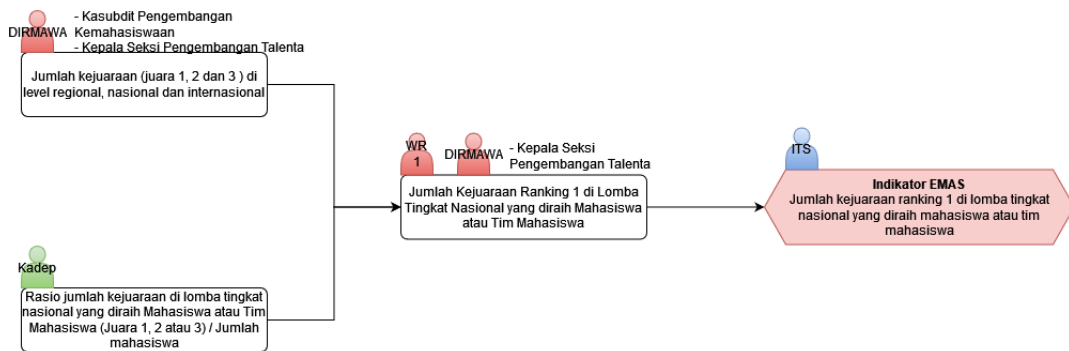 DIRMAWA
- Kasubdit Pengembangan
Kemahasiswaan
- Kepala Seksi Pengembangan Talenta
Jumlah kejuaraan (juara 1, 2 dan 3 ) di
level regional, nasional dan internasional
WR
1
DIRMAWA
- Kepala Seksi
Pengembangan Talenta
Jumlah Kejuaraan Ranking 1 di Lomba
Tingkat Nasional yang diraih Mahasiswa
atau Tim Mahasiswa
ITS
Indikator EMAS
Jumlah kejuaraan ranking 1 di lomba tingkat
nasional yang diraih mahasiswa atau tim
mahasiswa
Kadep
Rasio jumlah kejuaraan di lomba tingkat
nasional yang diraih Mahasiswa atau Tim
Mahasiswa (Juara 1, 2 atau 3) / Jumlah
mahasiswa